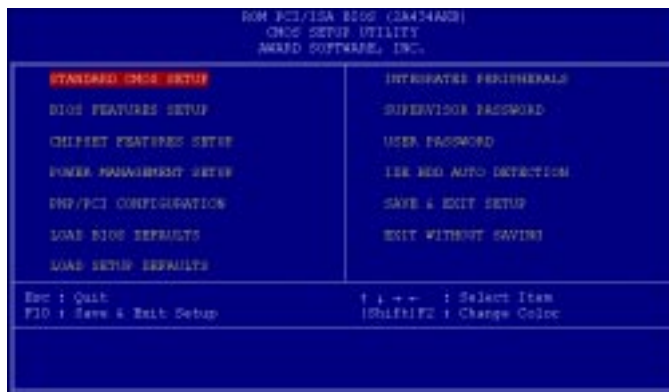 ROM PCI/ISA BIOS (2A434AKB)
CMOS SETUP UTILITY
AWARD SOFTWARE, INC.
STANDARD CMOS SETUP
BIOS FEATURES SETUP
CHIPSET FEATURES SETUP
POWER MANAGEMENT SETUP
PNP/PCI CONFIGURATION
LOAD BIOS DEFAULTS
LOAD SETUP DEFAULTS
INTEGRATED PERIPHERALS
SUPERVISOR PASSWORD
USER PASSWORD
IDE HDD AUTO DETECTION
SAVE & EXIT SETUP
EXIT WITHOUT SAVING
Esc : Quit
F10 : Save & Exit Setup
↑ ↓ → ← : Select Item
(Shift)F2 : Change Color